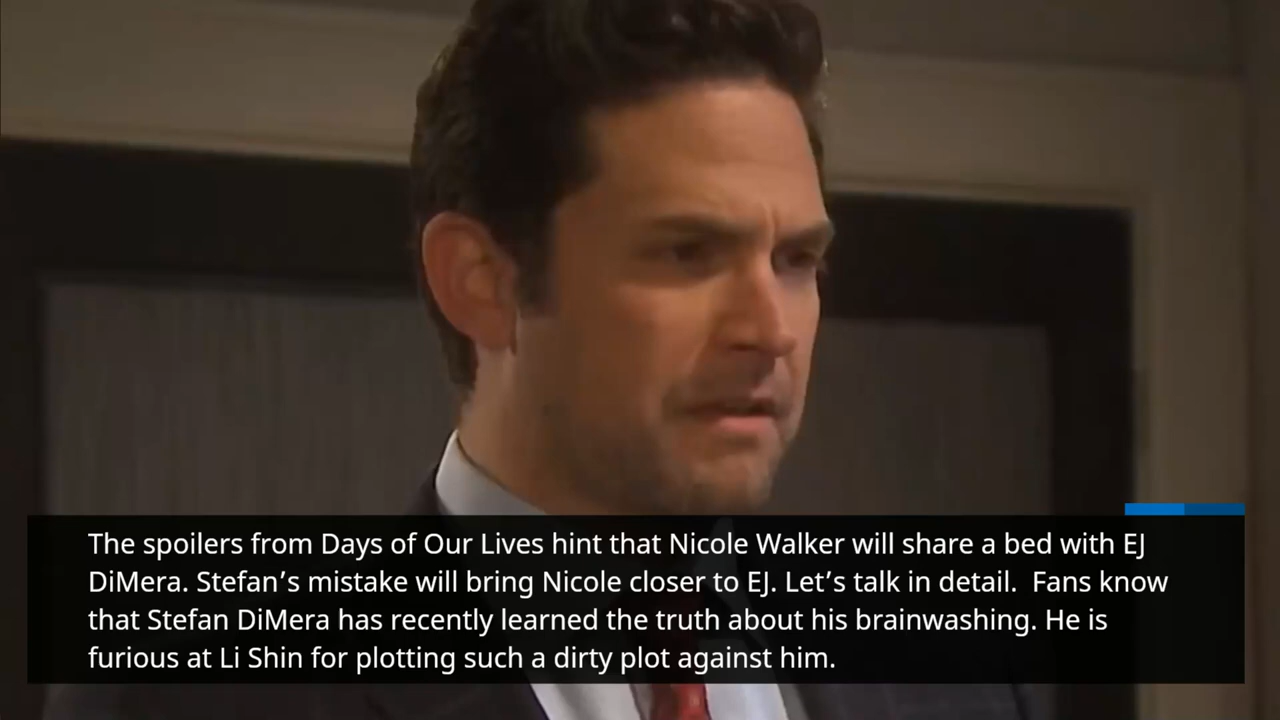 The spoilers from Days of Our Lives hint that Nicole Walker will share a bed with EJ
DiMera. Stefan’s mistake will bring Nicole closer to EJ. Let’s talk in detail.  Fans know
that Stefan DiMera has recently learned the truth about his brainwashing. He is
furious at Li Shin for plotting such a dirty plot against him.